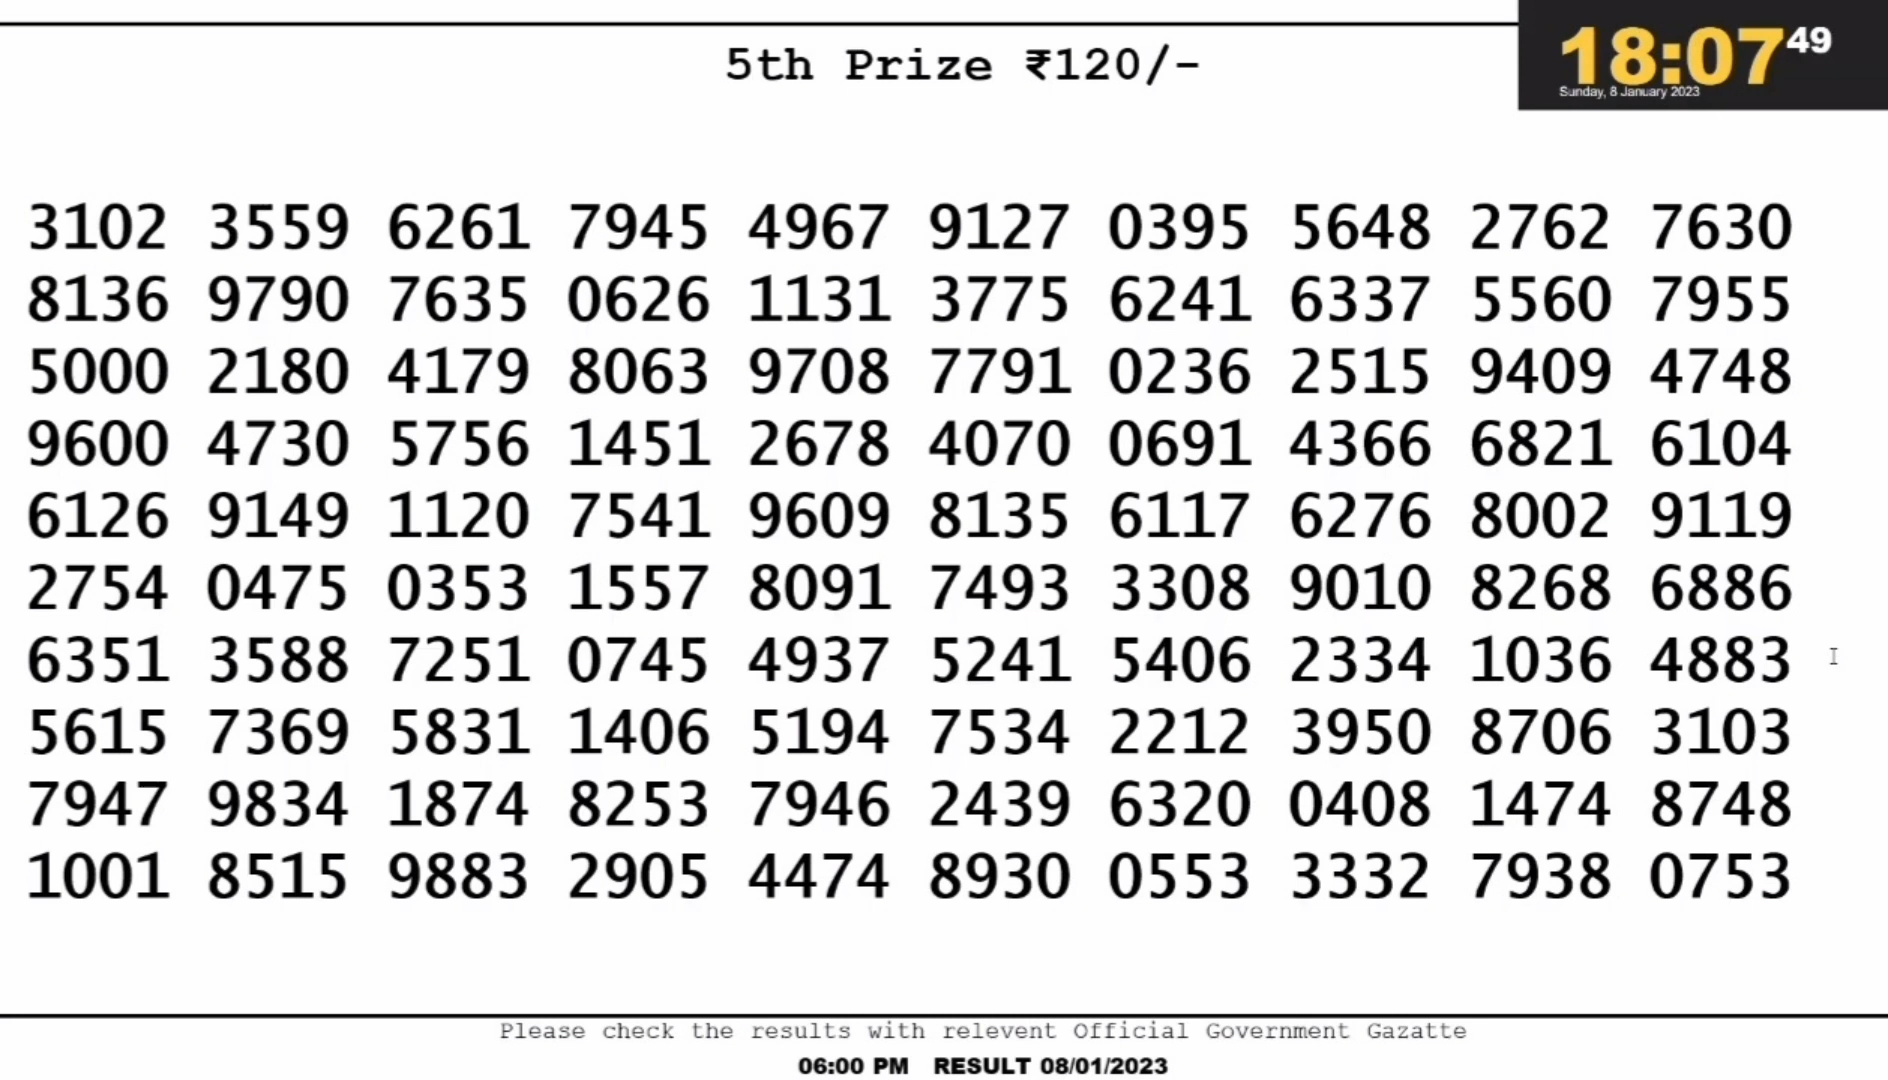 5th Prize ₹120/-
18:07 49
Sunday, 8 January 2023
3102 3559 6261 7945 4967 9127 0395 5648 2762 7630
8136 9790 7635 0626 1131 3775 6241 6337 5560 7955
5000 2180 4179 8063 9708 7791 0236 2515 9409 4748
9600 4730 5756 1451 2678 4070 0691 4366 6821 6104
6126 9149 1120 7541 9609 8135 6117 6276 8002 9119
2754 0475 0353 1557 8091 7493 3308 9010 8268 6886
6351 3588 7251 0745 4937 5241 5406 2334 1036 4883
5615 7369 5831 1406 5194 7534 2212 3950 8706 3103
7947 9834 1874 8253 7946 2439 6320 0408 1474 8748
1001 8515 9883 2905 4474 8930 0553 3332 7938 0753
Please check the results with relevent Official Government Gazatte
06:00 PM RESULT 08/01/2023